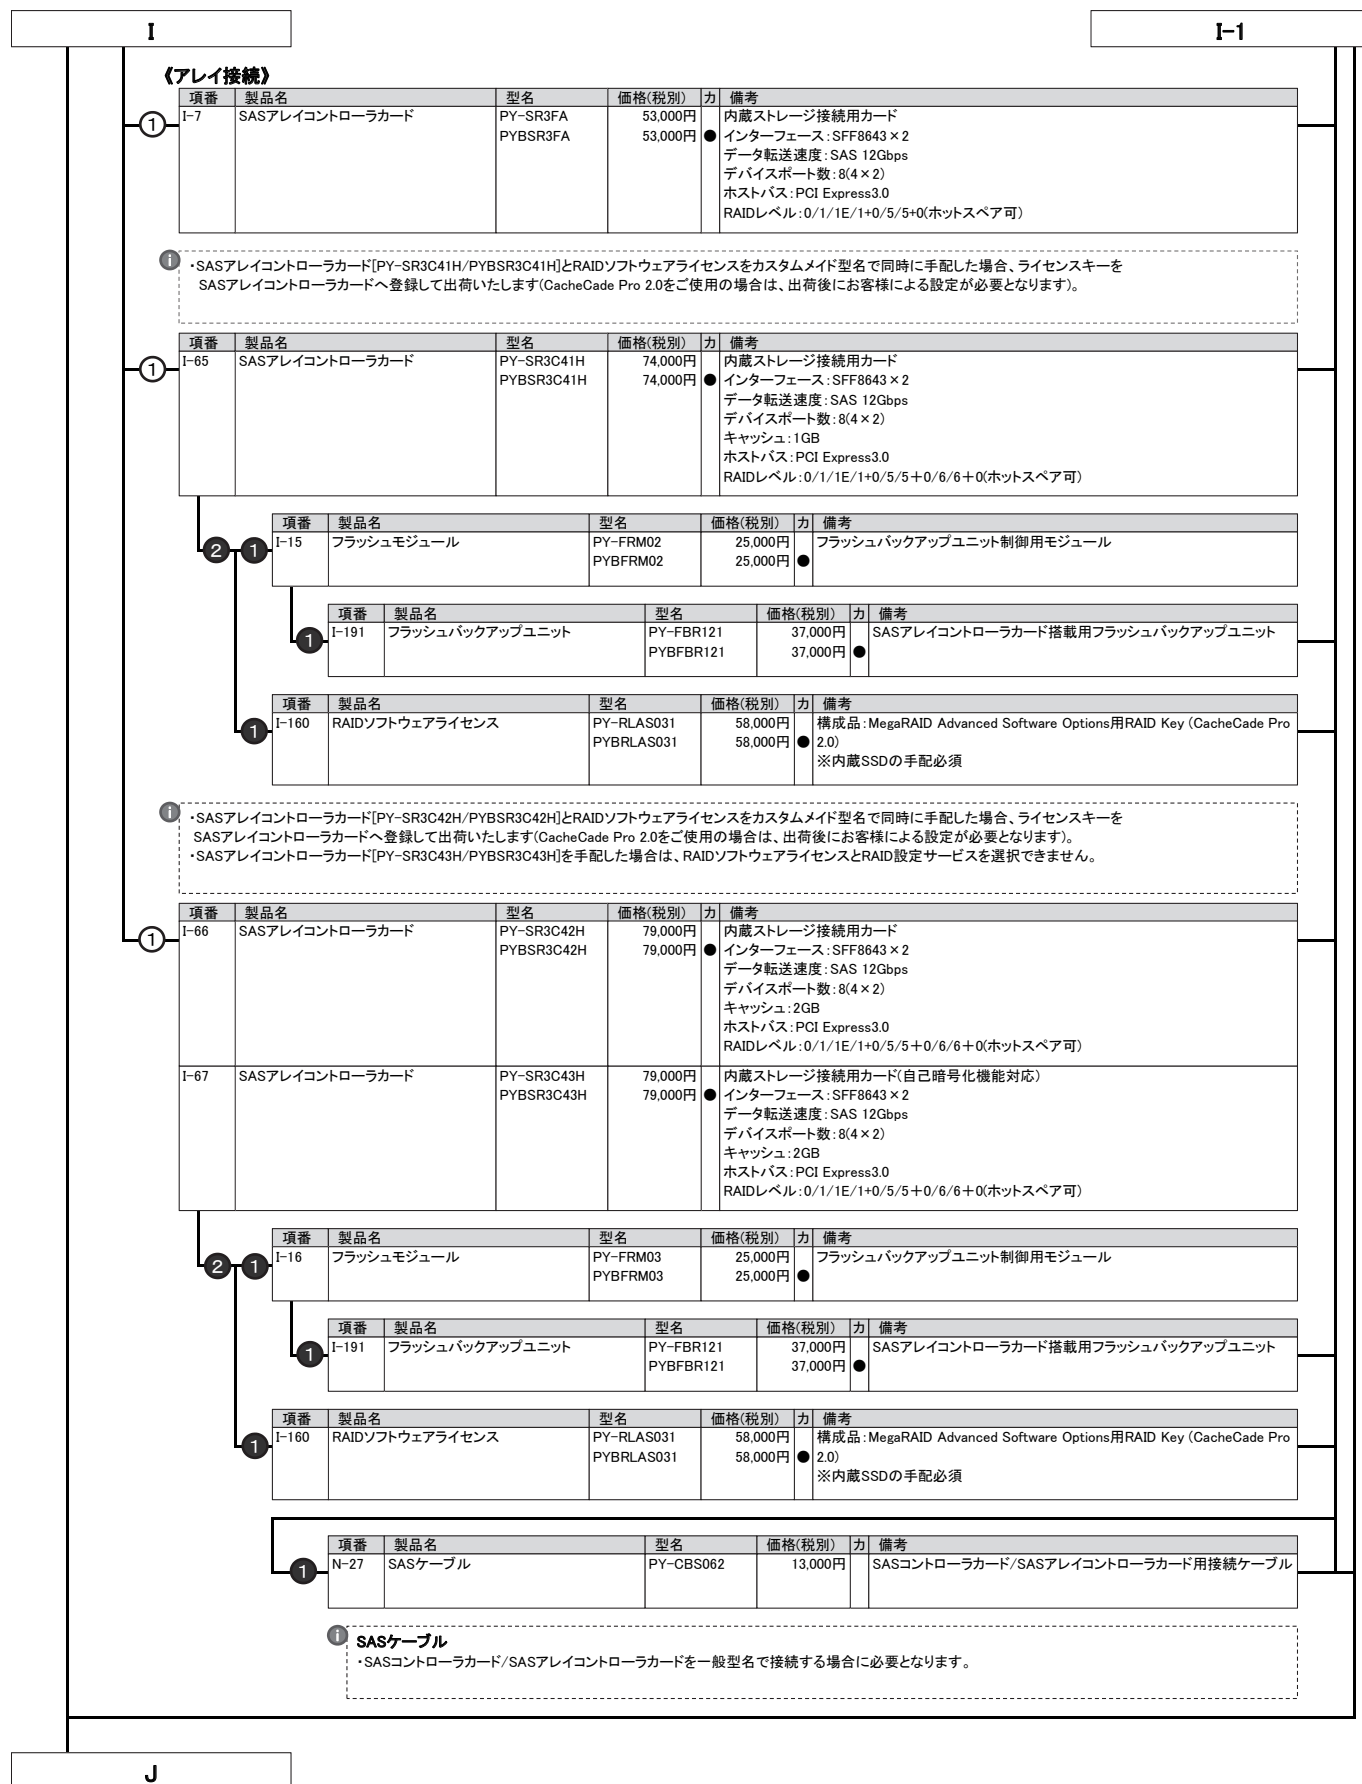 I
I-1
《アレイ接続》
項番 製品名 型名 価格(税別) カ 備考
① I-7 SASアレイコントローラカード PY-SR3FA 53,000円 内蔵ストレージ接続用カード
PYBSR3FA 53,000円 ● インターフェース:SFF8643×2
データ転送速度:SAS 12Gbps
デバイスポート数:8(4×2)
ホストバス:PCI Express3.0
RAIDレベル:0/1/1E/1+0/5/5+0(ホットスペア可)
i ・SASアレイコントローラカード[PY-SR3C41H/PYBSR3C41H]とRAIDソフトウェアライセンスをカスタムメイド型名で同時に手配した場合、ライセンスキーを
SASアレイコントローラカードへ登録して出荷いたします(CacheCade Pro 2.0をご使用の場合は、出荷後にお客様による設定が必要となります)。
項番 製品名 型名 価格(税別) カ 備考
① I-65 SASアレイコントローラカード PY-SR3C41H 74,000円 内蔵ストレージ接続用カード
PYBSR3C41H 74,000円 ● インターフェース:SFF8643×2
データ転送速度:SAS 12Gbps
デバイスポート数:8(4×2)
キャッシュ:1GB
ホストバス:PCI Express3.0
RAIDレベル:0/1/1E/1+0/5/5+0/6/6+0(ホットスペア可)
項番 製品名 型名 価格(税別) カ 備考
2 1 I-15 フラッシュモジュール PY-FRM02 25,000円 フラッシュバックアップユニット制御用モジュール
PYBFRM02 25,000円 ●
項番 製品名 型名 価格(税別) カ 備考
1 I-191 フラッシュバックアップユニット PY-FBR121 37,000円 SASアレイコントローラカード搭載用フラッシュバックアップユニット
PYBFBR121 37,000円 ●
項番 製品名 型名 価格(税別) カ 備考
1 I-160 RAIDソフトウェアライセンス PY-RLAS031 58,000円 構成品:MegaRAID Advanced Software Options用RAID Key (CacheCade Pro
PYBRLAS031 58,000円 ● 2.0)
※内蔵SSDの手配必須
i ・SASアレイコントローラカード[PY-SR3C42H/PYBSR3C42H]とRAIDソフトウェアライセンスをカスタムメイド型名で同時に手配した場合、ライセンスキーを
SASアレイコントローラカードへ登録して出荷いたします(CacheCade Pro 2.0をご使用の場合は、出荷後にお客様による設定が必要となります)。
・SASアレイコントローラカード[PY-SR3C43H/PYBSR3C43H]を手配した場合は、RAIDソフトウェアライセンスとRAID設定サービスを選択できません。
項番 製品名 型名 価格(税別) カ 備考
① I-66 SASアレイコントローラカード PY-SR3C42H 79,000円 内蔵ストレージ接続用カード
PYBSR3C42H 79,000円 ● インターフェース:SFF8643×2
データ転送速度:SAS 12Gbps
デバイスポート数:8(4×2)
キャッシュ:2GB
ホストバス:PCI Express3.0
RAIDレベル:0/1/1E/1+0/5/5+0/6/6+0(ホットスペア可)
I-67 SASアレイコントローラカード PY-SR3C43H 79,000円 内蔵ストレージ接続用カード(自己暗号化機能対応)
PYBSR3C43H 79,000円 ● インターフェース:SFF8643×2
データ転送速度:SAS 12Gbps
デバイスポート数:8(4×2)
キャッシュ:2GB
ホストバス:PCI Express3.0
RAIDレベル:0/1/1E/1+0/5/5+0/6/6+0(ホットスペア可)
項番 製品名 型名 価格(税別) カ 備考
2 1 I-16 フラッシュモジュール PY-FRM03 25,000円 フラッシュバックアップユニット制御用モジュール
PYBFRM03 25,000円 ●
項番 製品名 型名 価格(税別) カ 備考
1 I-191 フラッシュバックアップユニット PY-FBR121 37,000円 SASアレイコントローラカード搭載用フラッシュバックアップユニット
PYBFBR121 37,000円 ●
項番 製品名 型名 価格(税別) カ 備考
1 I-160 RAIDソフトウェアライセンス PY-RLAS031 58,000円 構成品:MegaRAID Advanced Software Options用RAID Key (CacheCade Pro
PYBRLAS031 58,000円 ● 2.0)
※内蔵SSDの手配必須
項番 製品名 型名 価格(税別) カ 備考
1 N-27 SASケーブル PY-CBS062 13,000円 SASコントローラカード/SASアレイコントローラカード用接続ケーブル
i SASケーブル
・SASコントローラカード/SASアレイコントローラカードを一般型名で接続する場合に必要となります。
J